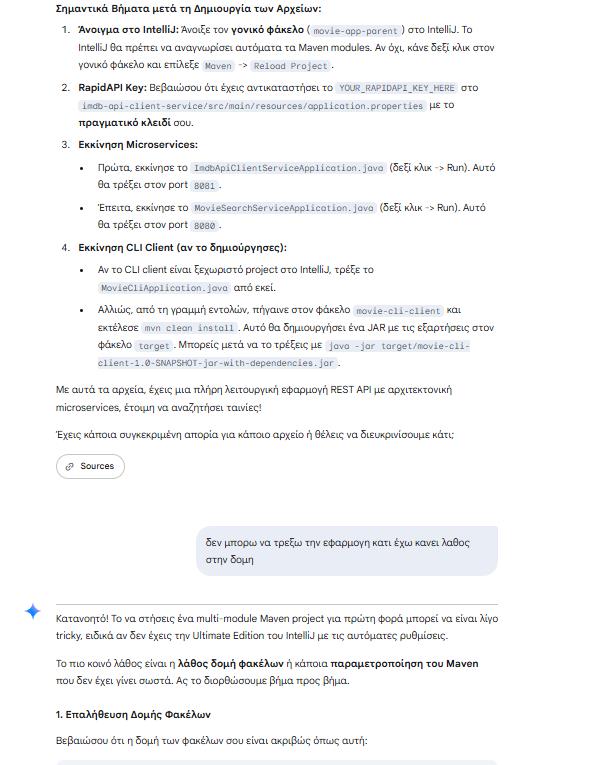 Σημαντικά Βήματα μετά τη Δημιουργία των Αρχείων:
1. Άνοιγμα στο IntelliJ: Άνοιξε τον γονικό φάκελο ( movie-app-parent ) στο IntelliJ. Το
IntelliJ θα πρέπει να αναγνωρίσει αυτόματα τα Maven modules. Αν όχι, κάνε δεξί κλικ στον
γονικό φάκελο και επίλεξε Maven -> Reload Project .
2. RapidAPI Key: Βεβαιώσου ότι έχεις αντικαταστήσει το YOUR_RAPIDAPI_KEY_HERE στο
imdb-api-client-service/src/main/resources/application.properties με το
πραγματικό κλειδί σου.
3. Εκκίνηση Microservices:
• Πρώτα, εκκίνησε το ImdbApiClientServiceApplication.java (δεξί κλικ -> Run). Αυτό
θα τρέξει στον port 8081 .
• Έπειτα, εκκίνησε το MovieSearchServiceApplication.java (δεξί κλικ -> Run). Αυτό
θα τρέξει στον port 8080 .
4. Εκκίνηση CLI Client (αν το δημιούργησες):
• Αν το CLI client είναι ξεχωριστό project στο IntelliJ, τρέξε το
MovieCliApplication.java από εκεί.
• Αλλιώς, από τη γραμμή εντολών, πήγαινε στον φάκελο movie-cli-client και
εκτέλεσε mvn clean install . Αυτό θα δημιουργήσει ένα JAR με τις εξαρτήσεις στον
φάκελο target . Μπορείς μετά να το τρέξεις με java -jar target/movie-cli-
client-1.0-SNAPSHOT-jar-with-dependencies.jar .
Με αυτά τα αρχεία, έχεις μια πλήρη λειτουργική εφαρμογή REST API με αρχιτεκτονική
microservices, έτοιμη να αναζητήσει ταινίες!
Έχεις κάποια συγκεκριμένη απορία για κάποιο αρχείο ή θέλεις να διευκρινίσουμε κάτι;
Sources
δεν μπορω να τρεξω την εφαρμογη κατι έχω κανει λαθος
στην δομη
Κατανοητό! Το να στήσεις ένα multi-module Maven project για πρώτη φορά μπορεί να είναι λίγο
tricky, ειδικά αν δεν έχεις την Ultimate Edition του IntelliJ με τις αυτόματες ρυθμίσεις.
Το πιο κοινό λάθος είναι η λάθος δομή φακέλων ή κάποια παραμετροποίηση του Maven
που δεν έχει γίνει σωστά. Ας το διορθώσουμε βήμα προς βήμα.
1. Επαλήθευση Δομής Φακέλων
Βεβαιώσου ότι η δομή των φακέλων σου είναι ακριβώς όπως αυτή: